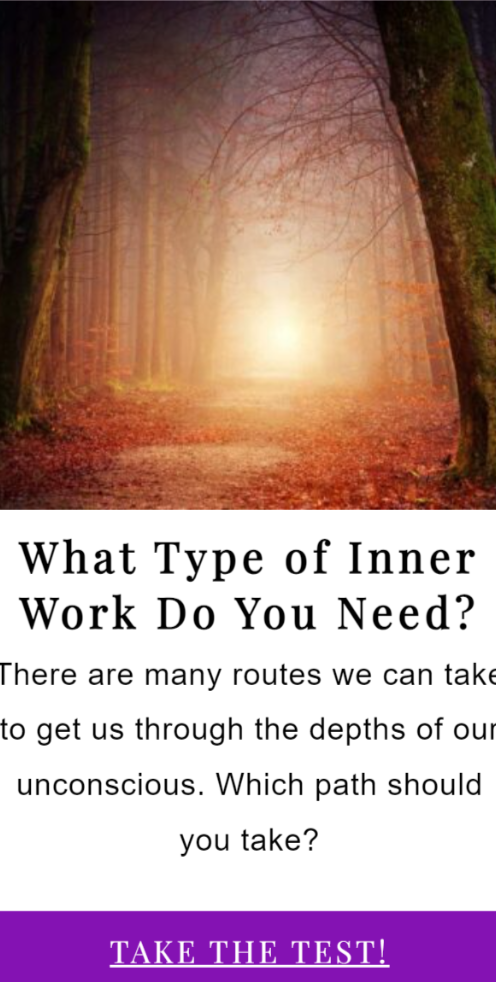 What Type of Inner
Work Do You Need?
There are many routes we can take
to get us through the depths of our
unconscious. Which path should
you take?
TAKE THE TEST!